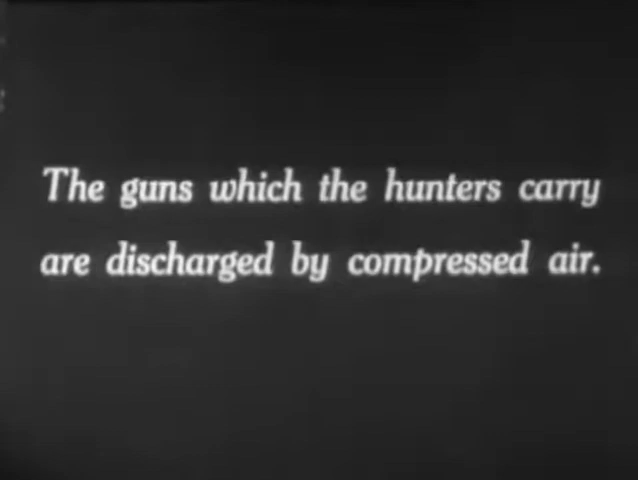 The guns which the hunters carry
are discharged by compressed air.